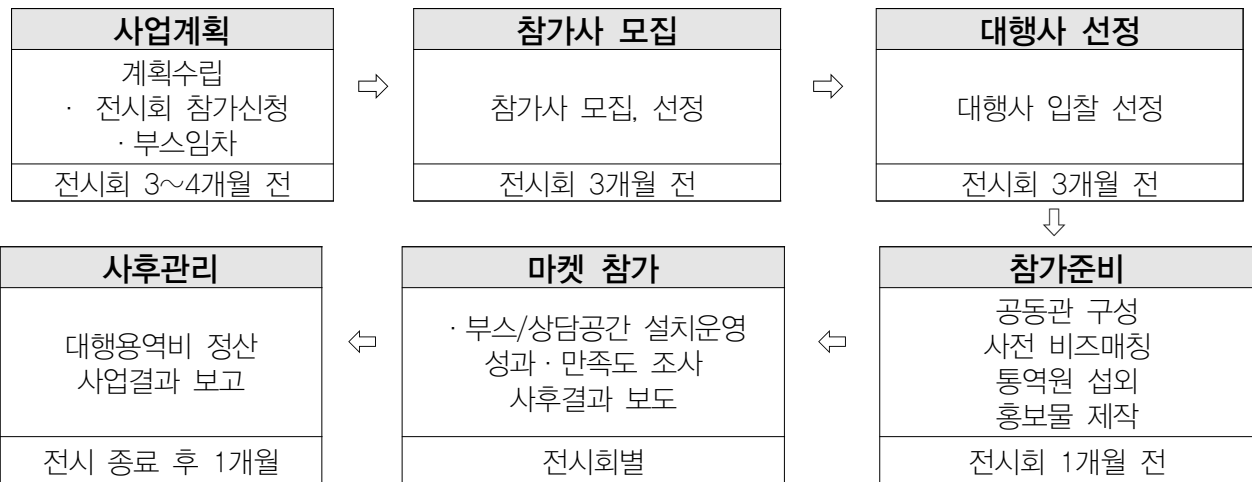 사업계획
계획수립
· 전시회 참가신청
· 부스임차
전시회 3~4개월 전
⇨
참가사 모집
참가사 모집, 선정
전시회 3개월 전
⇨
대행사 선정
대행사 입찰 선정
전시회 3개월 전
⇩
참가준비
공동관 구성
사전 비즈매칭
통역원 섭외
홍보물 제작
전시회 1개월 전
⇦
마켓 참가
· 부스/상담공간 설치운영
성과 · 만족도 조사
사후결과 보도
전시회별
⇦
사후관리
대행용역비 정산
사업결과 보고
전시 종료 후 1개월